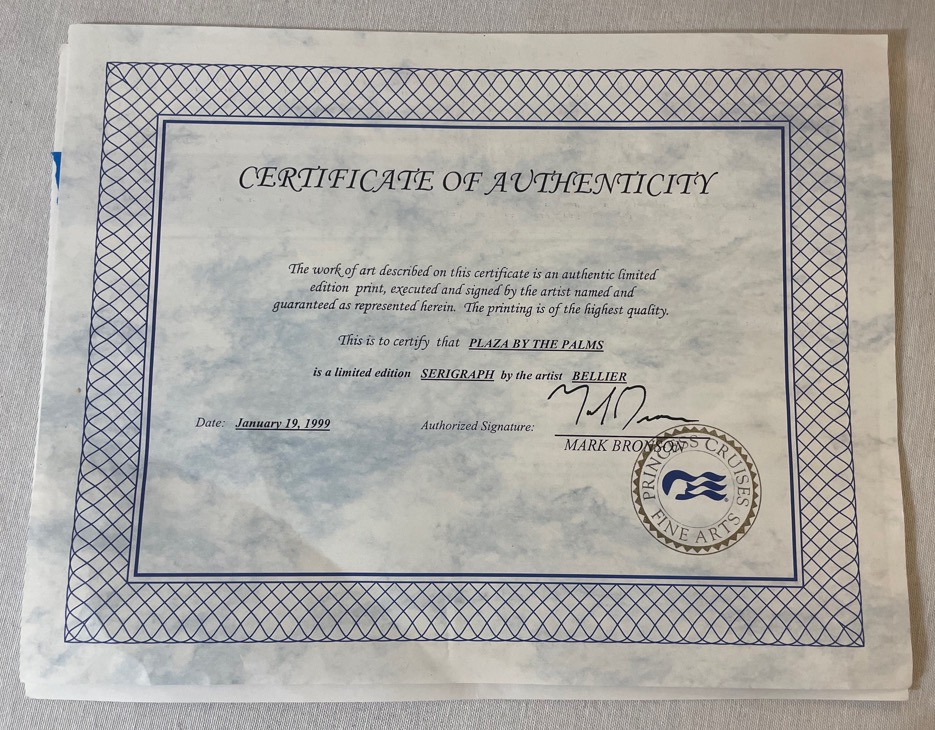 CERTIFICATE OF AUTHENTICITY
The work of art described on this certificate is an authentic limited
edition print, executed and signed by the artist named and
guaranteed as represented herein. The printing is of the highest quality.
This is to certify that PLAZA BY THE PALMS
is a limited edition SERIGRAPH by the artist BELLIER
Date: January 19, 1999
Authorized Signature:
MARK BRONSON
PRINCESS CRUISES
FINE ARTS